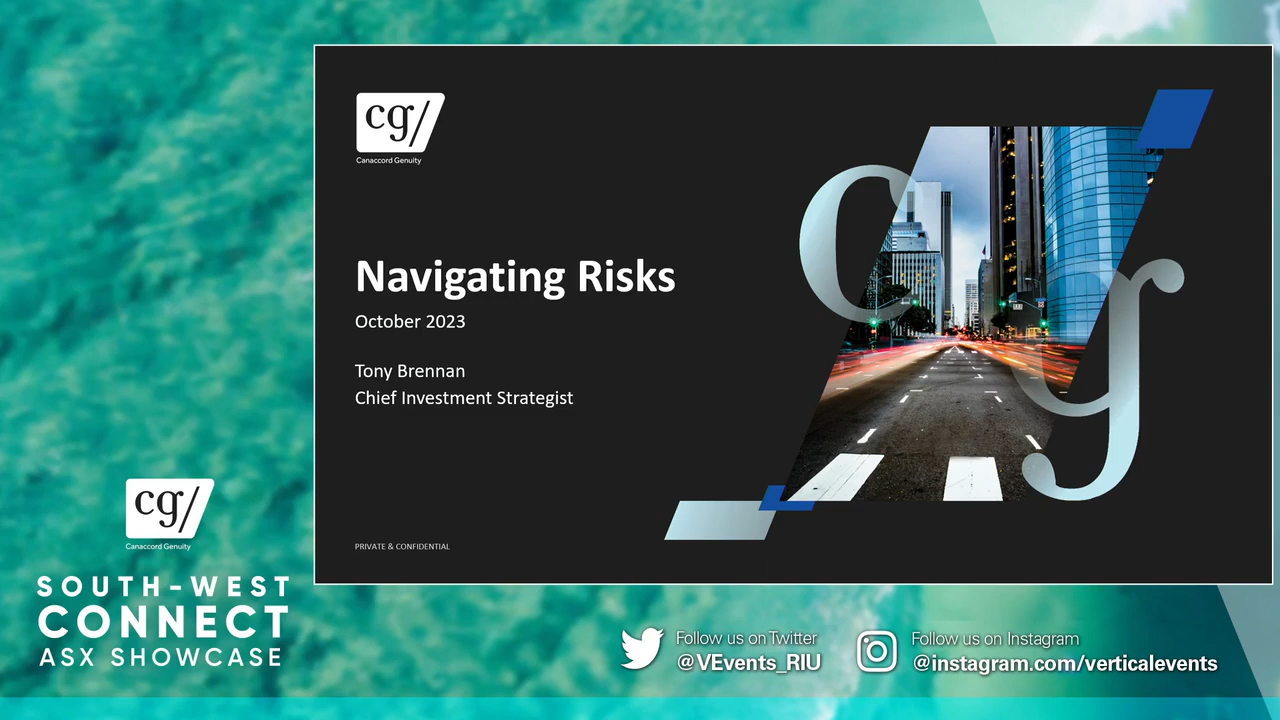 cg/
Canaccord Genuity
Navigating Risks
October 2023
Tony Brennan
Chief Investment Strategist
PRIVATE & CONFIDENTIAL
cg
cg/
Canaccord Genuity
SOUTH-WEST
CONNECT
ASX SHOWCASE
Follow us on Twitter
@VEvents_RIU
Follow us on Instagram
@instagram.com/verticalevents